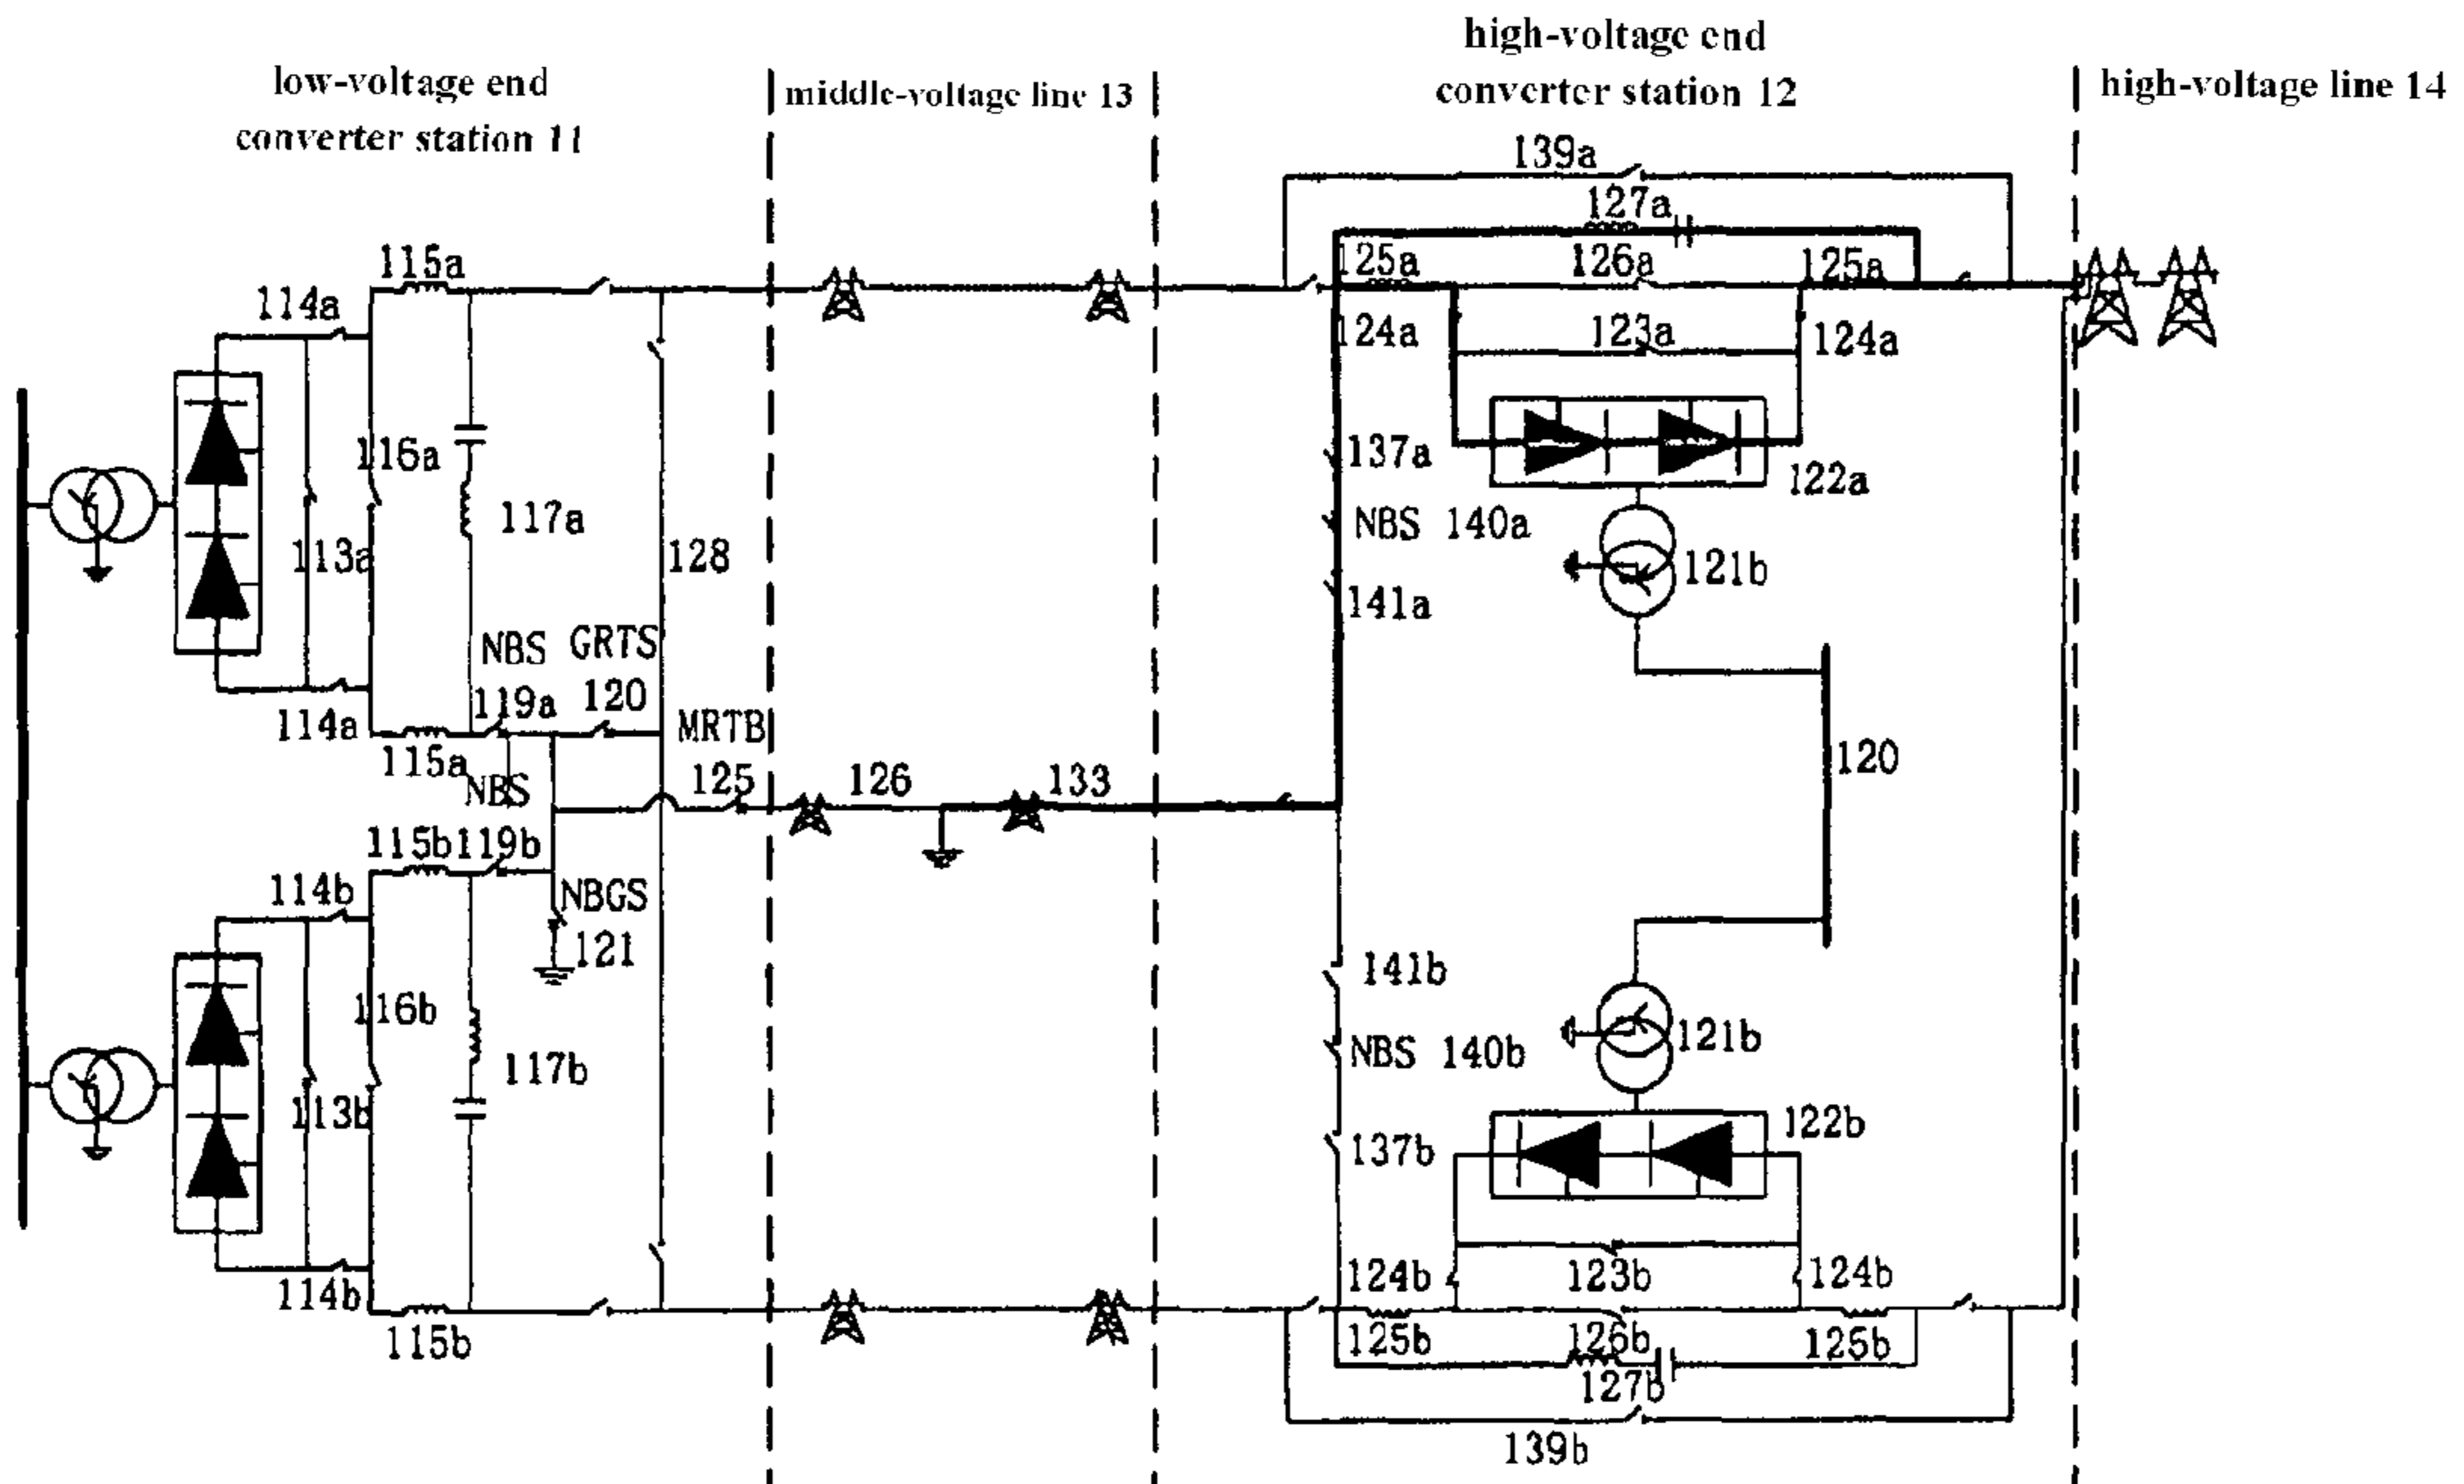 high-voltage end
converter station 12
low-voltage end
converter station 11
middle-voltage line 13
high-voltage line 14
139a
127a
115a
125a
126a
125a
114a
124a
123a
124a
116a
137a
122a
117a
NBS 140a
113a
128
121b
141a
NBS GRTS
119a
120
114a
MRTB
115a
NBS
125
126
133
120
115b
119b
114b
NBGS
121
141b
116b
NBS 140b
121b
117b
113b
122b
137b
114b
124b
123b
124b
115b
125b
126b
125b
127b
139b